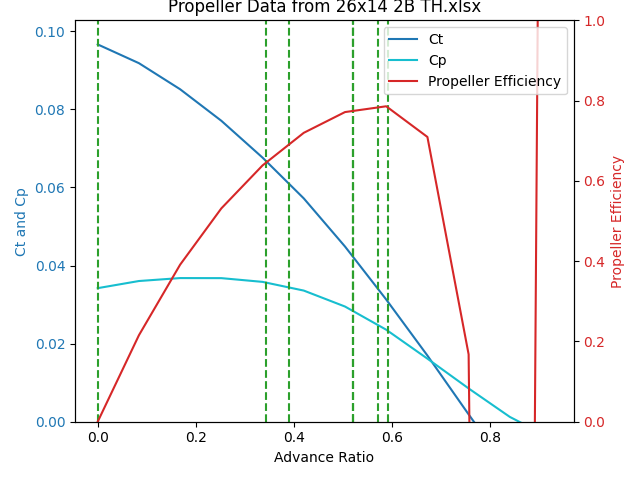 Propeller Data from 26x14 2B TH.xlsx
Ct
Cp
Propeller Efficiency
Ct and Cp
0.10
0.08
0.06
0.04
0.02
0.00
1.0
0.8
0.6
0.4
0.2
0.0
Propeller Efficiency
0.0 0.2 0.4 0.6 0.8
Advance Ratio